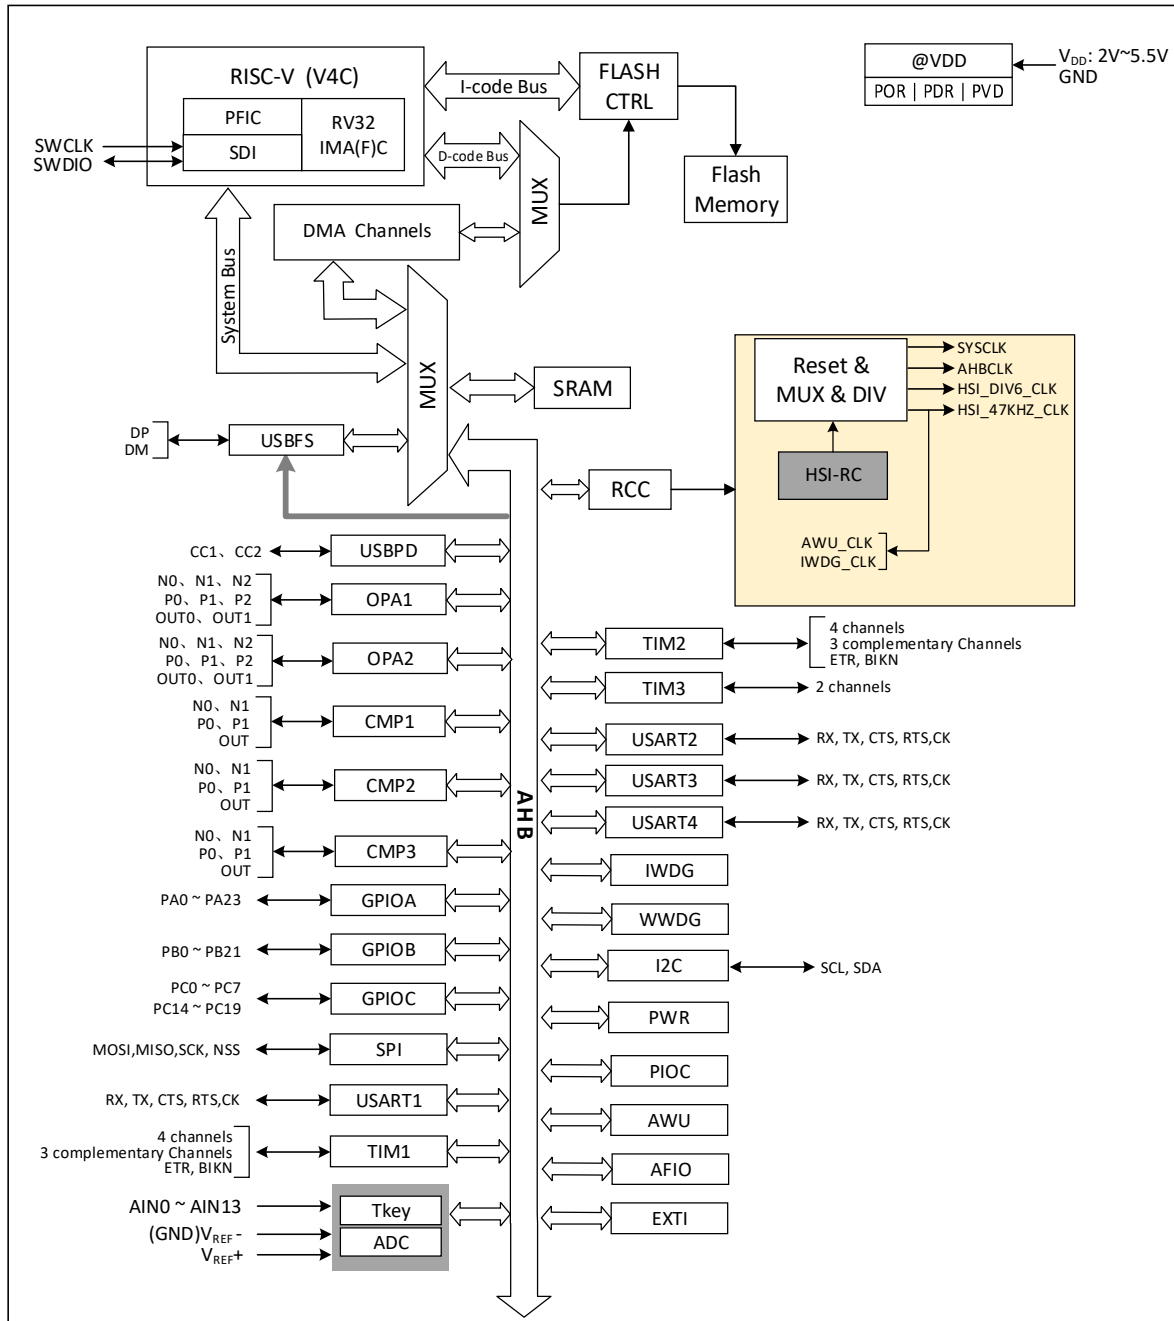 RISC-V (V4C)
PFIC
SDI
RV32
IMA(F)C
SWCLK
SWDIO
I-code Bus
D-code Bus
FLASH
CTRL
Flash
Memory
@VDD
POR | PDR | PVD
VDD: 2V~5.5V
GND
MUX
DMA Channels
System Bus
MUX
SRAM
DP
DM
USBFS
RCC
Reset &
MUX & DIV
HSI-RC
SYSCLK
AHBCLK
HSI_DIV6_CLK
HSI_47KHZ_CLK
AWU_CLK
IWDG_CLK
AHB
CC1、CC2
USBPD
N0、N1、N2
P0、P1、P2
OUT0、OUT1
OPA1
N0、N1、N2
P0、P1、P2
OUT0、OUT1
OPA2
N0、N1
P0、P1
OUT
CMP1
N0、N1
P0、P1
OUT
CMP2
N0、N1
P0、P1
OUT
CMP3
PA0 ~ PA23
GPIOA
PB0 ~ PB21
GPIOB
PC0 ~ PC7
PC14 ~ PC19
GPIOC
MOSI,MISO,SCK, NSS
SPI
RX, TX, CTS, RTS,CK
USART1
4 channels
3 complementary Channels
ETR, BIKN
TIM1
AIN0 ~ AIN13
(GND)VREF -
VREF+
Tkey
ADC
TIM2
4 channels
3 complementary Channels
ETR, BIKN
TIM3
2 channels
USART2
RX, TX, CTS, RTS,CK
USART3
RX, TX, CTS, RTS,CK
USART4
RX, TX, CTS, RTS,CK
IWDG
WWDG
I2C
SCL, SDA
PWR
PIOC
AWU
AFIO
EXTI